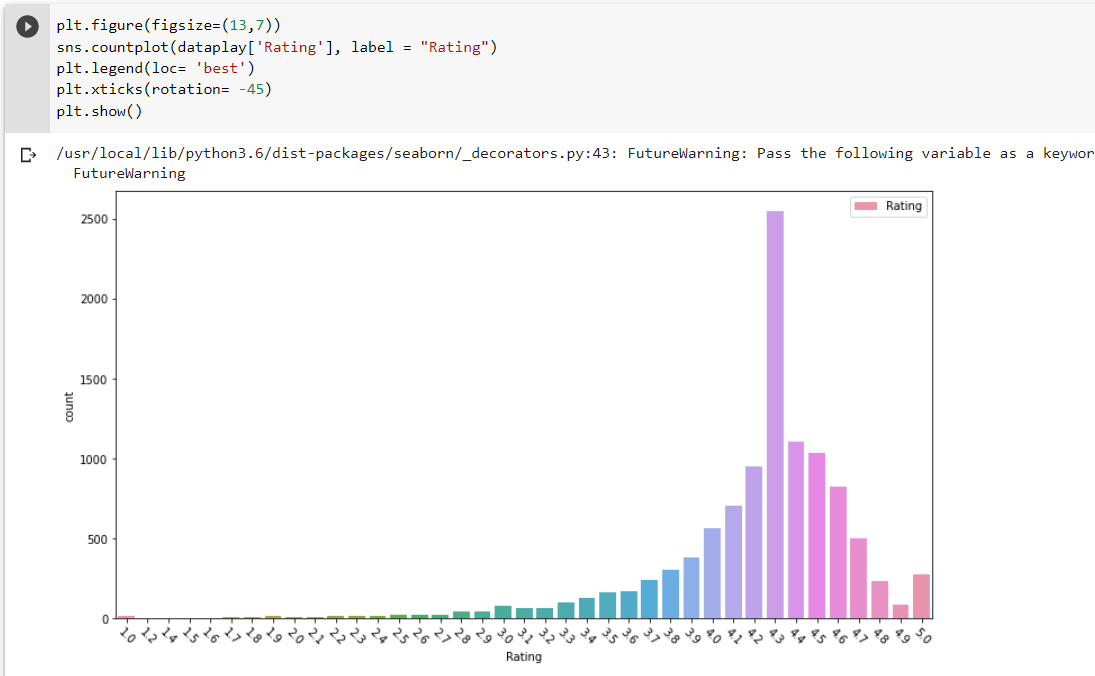 plt.figure(figsize=(13,7))
sns.countplot(dataplay['Rating'], label = "Rating")
plt.legend(loc= 'best')
plt.xticks(rotation= -45)
plt.show()
/usr/local/lib/python3.6/dist-packages/seaborn/_decorators.py:43: FutureWarning: Pass the following variable as a keywor
FutureWarning
Rating
2500
2000
1500
1000
500
0
count
1.0 1.2 1.4 1.5 1.6 1.7 1.8 1.9 2.0 2.1 2.2 2.3 2.4 2.5 2.6 2.7 2.8 2.9 3.0 3.1 3.2 3.3 3.4 3.5 3.6 3.7 3.8 3.9 4.0 4.1 4.2 4.3 4.4 4.5 4.6 4.7 4.8 4.9 5.0
Rating